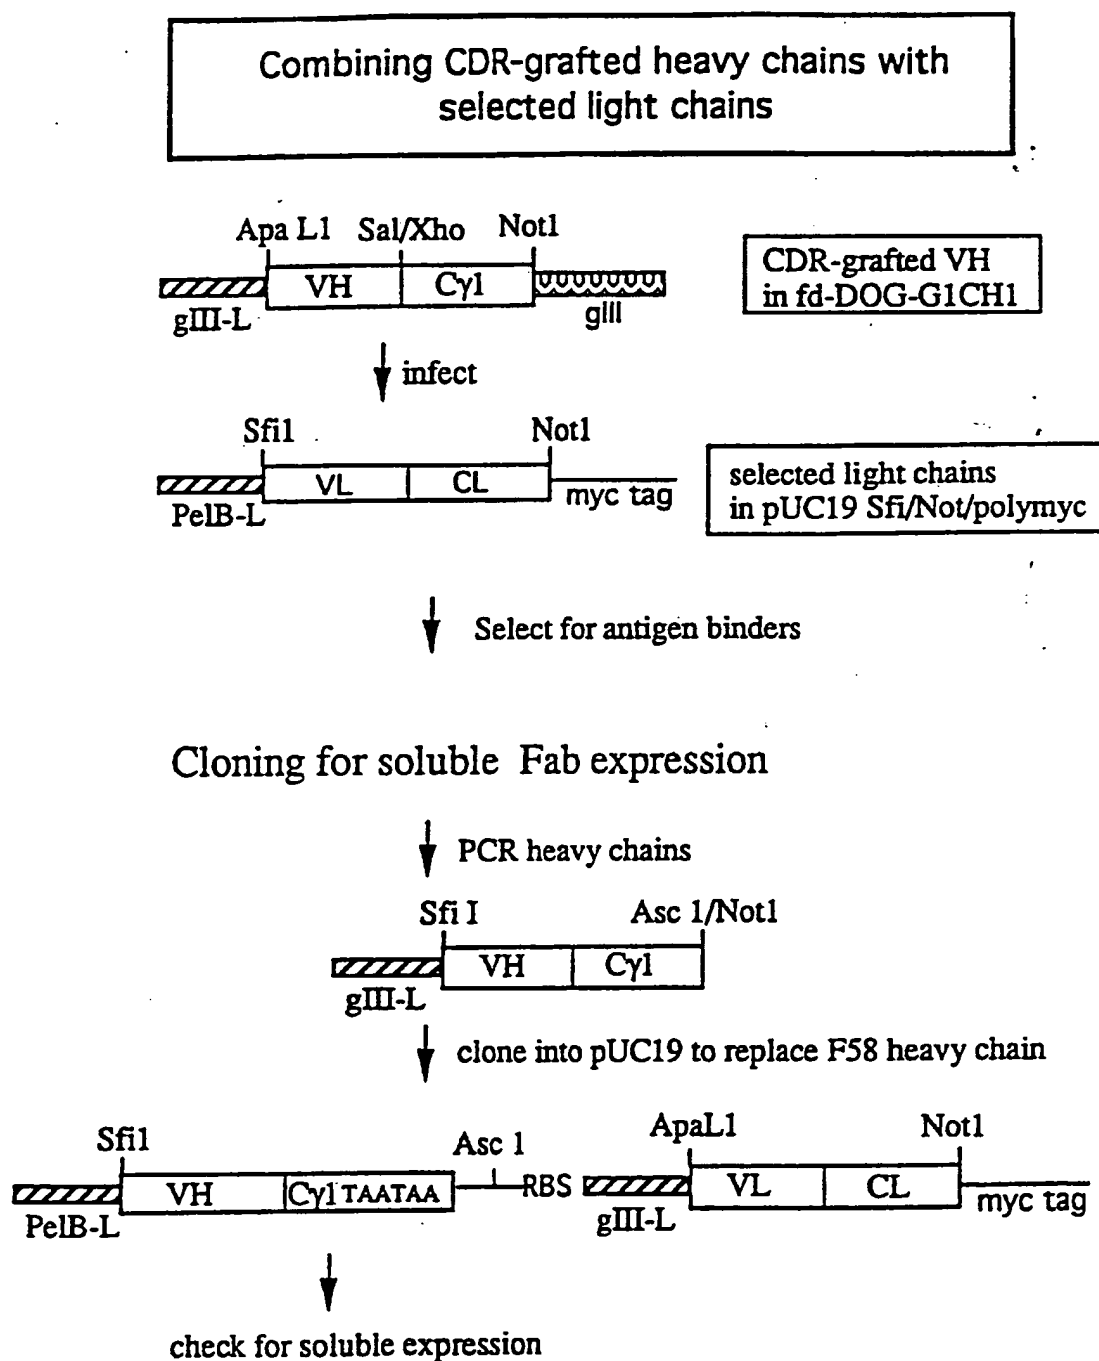 Combining CDR-grafted heavy chains with
selected light chains
Apa L1 Sal/Xho Not1
VH Cγ1
gIII-L gIII
CDR-grafted VH
in fd-DOG-G1CH1
infect
Sfi1 Not1
VL CL
PelB-L myc tag
selected light chains
in pUC19 Sfi/Not/polymyc
Select for antigen binders
Cloning for soluble Fab expression
PCR heavy chains
Sfi I Asc 1/Not1
VH Cγ1
gIII-L
clone into pUC19 to replace F58 heavy chain
Sfi1 Asc 1 ApaL1 Not1
VH Cγ1 TAATAA RBS VL CL
PelB-L gIII-L myc tag
check for soluble expression